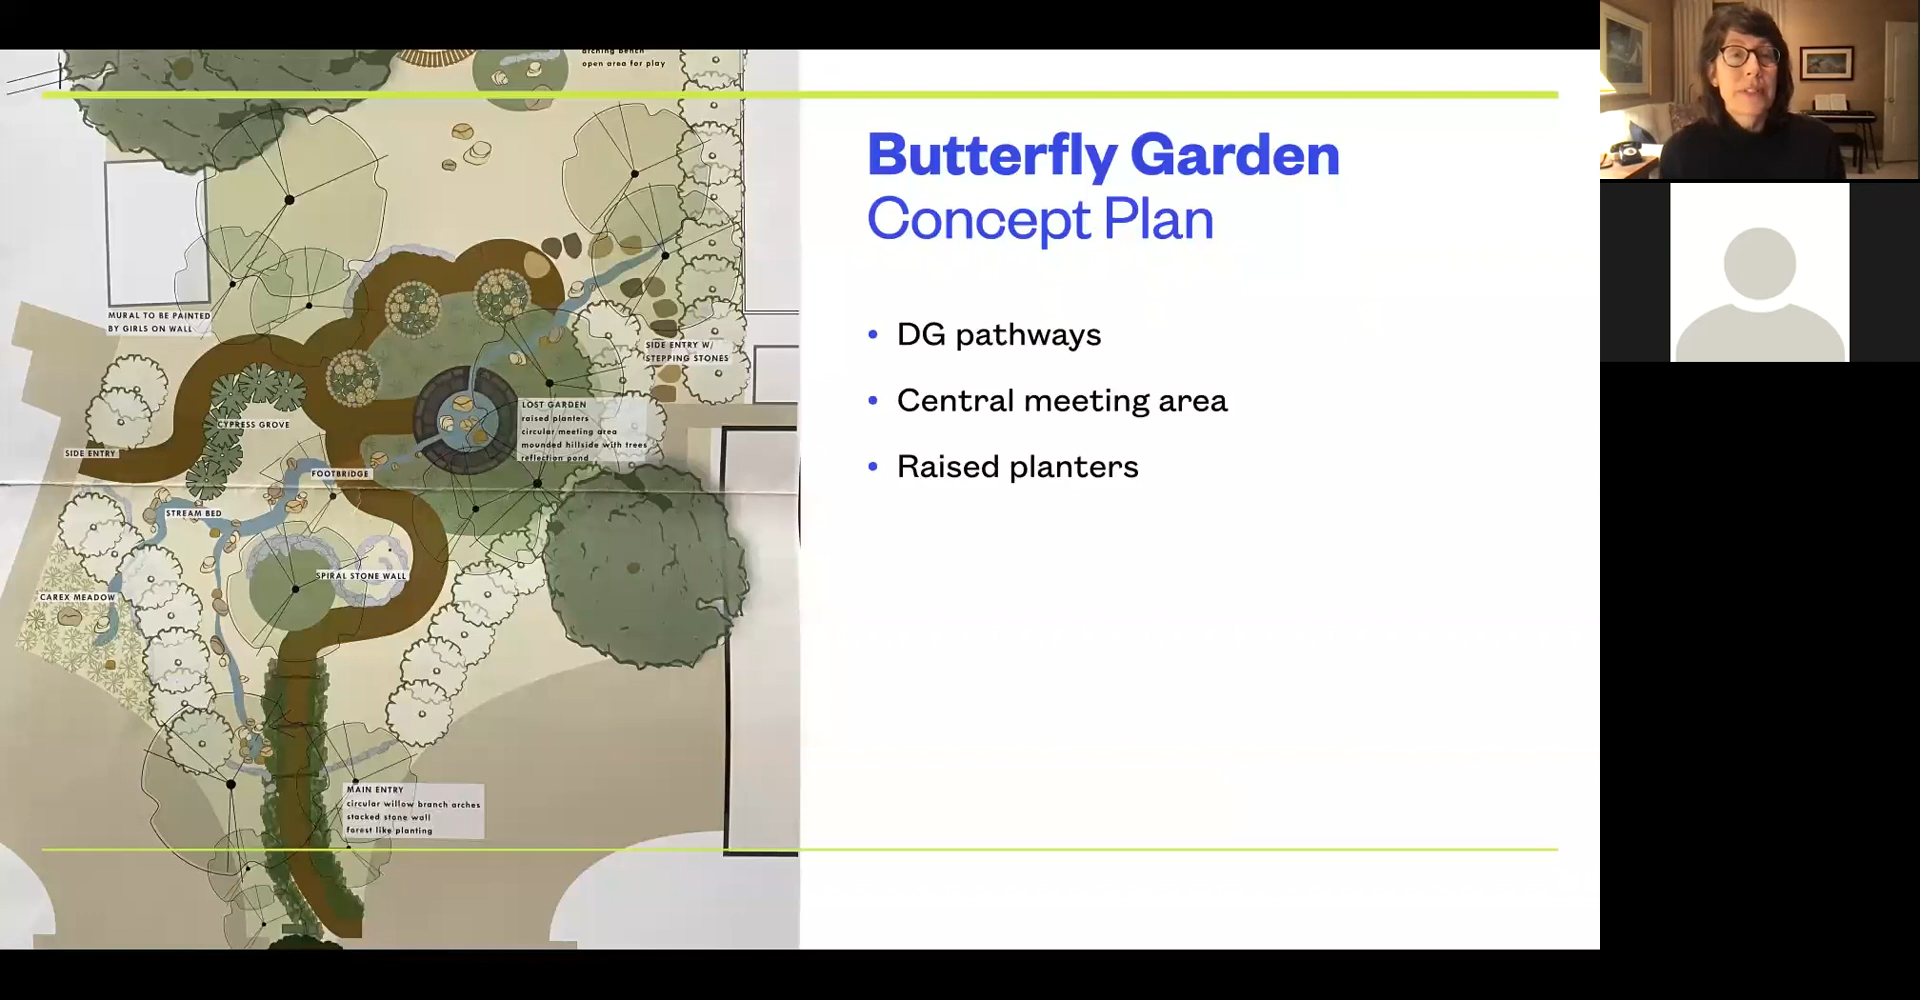 arching bench
open area for play
Butterfly Garden
Concept Plan
• DG pathways
• Central meeting area
• Raised planters
MURAL TO BE PAINTED
BY GIRLS ON WALL
SIDE ENTRY W/
STEPPING STONES
LOST GARDEN
raised planters
circular meeting area
mounded hillside with trees
reflection pond
CYPRESS GROVE
SIDE ENTRY
FOOTBRIDGE
STREAM BED
SPIRAL STONE WALL
CAREX MEADOW
MAIN ENTRY
circular willow branch arches
stacked stone wall
forest like planting